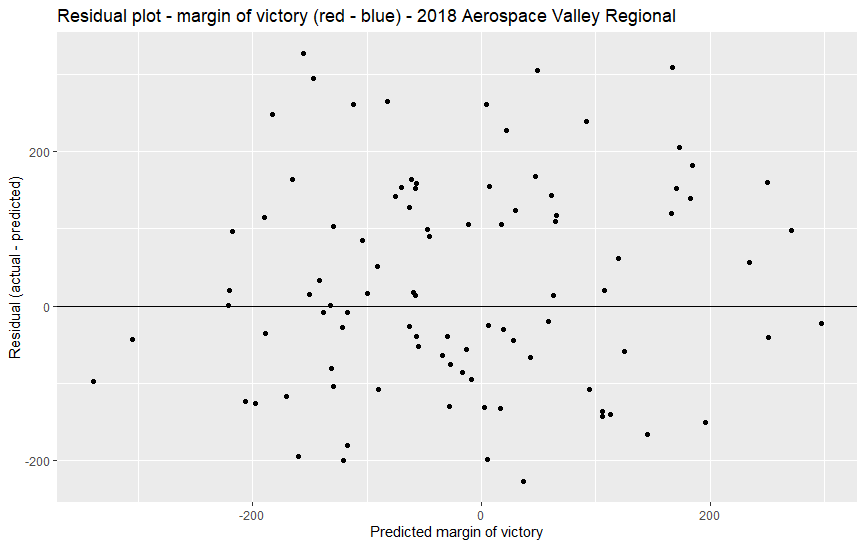 Residual plot - margin of victory (red - blue) - 2018 Aerospace Valley Regional
Residual (actual - predicted)
200
0
-200
-200
0
200
Predicted margin of victory